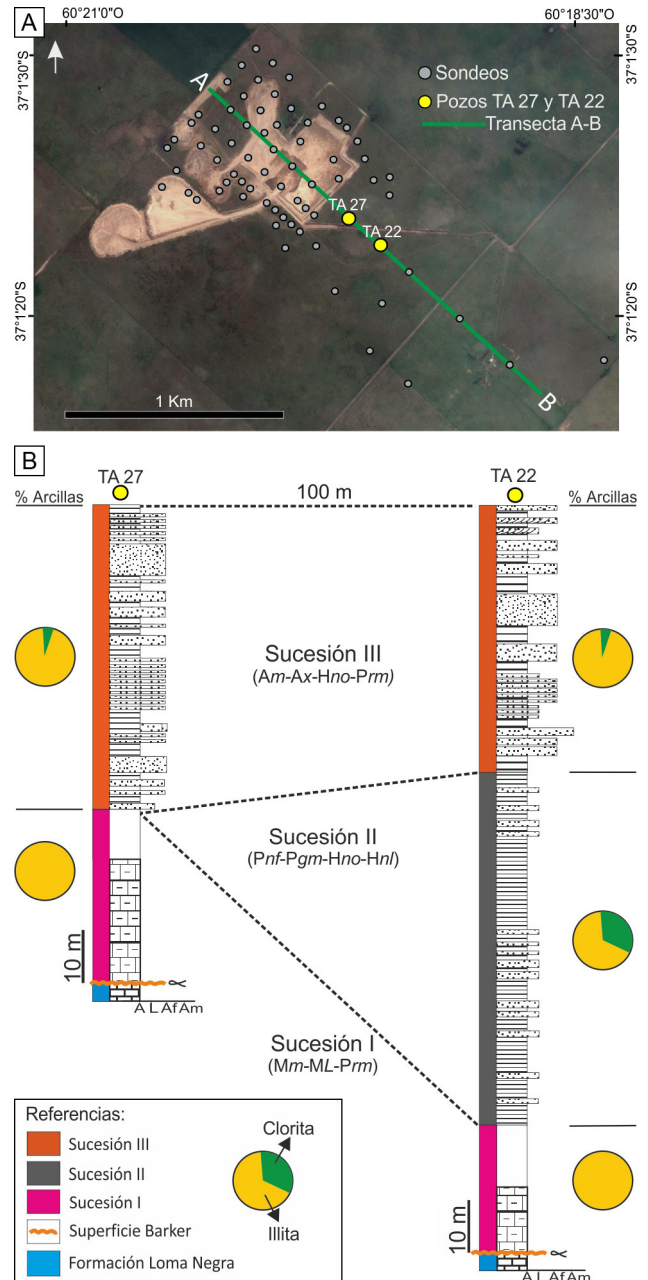 A
60°21'0"O
60°18'30"O
37°1'30"S
37°1'30"S
A
Sondeos
Pozos TA 27 y TA 22
Transecta A-B
TA 27
TA 22
37°1'20"S
37°1'20"S
1 Km
B
B
TA 27
TA 22
% Arcillas
100 m
% Arcillas
Sucesión III
(Am-Ax-Hno-Prm)
Sucesión II
(Pnf-Pgm-Hno-Hnl)
10 m
A L Af Am
Sucesión I
(Mm-ML-Prm)
Referencias:
Sucesión III
Sucesión II
Sucesión I
Superficie Barker
Formación Loma Negra
Clorita
Illita
10 m
A L Af Am